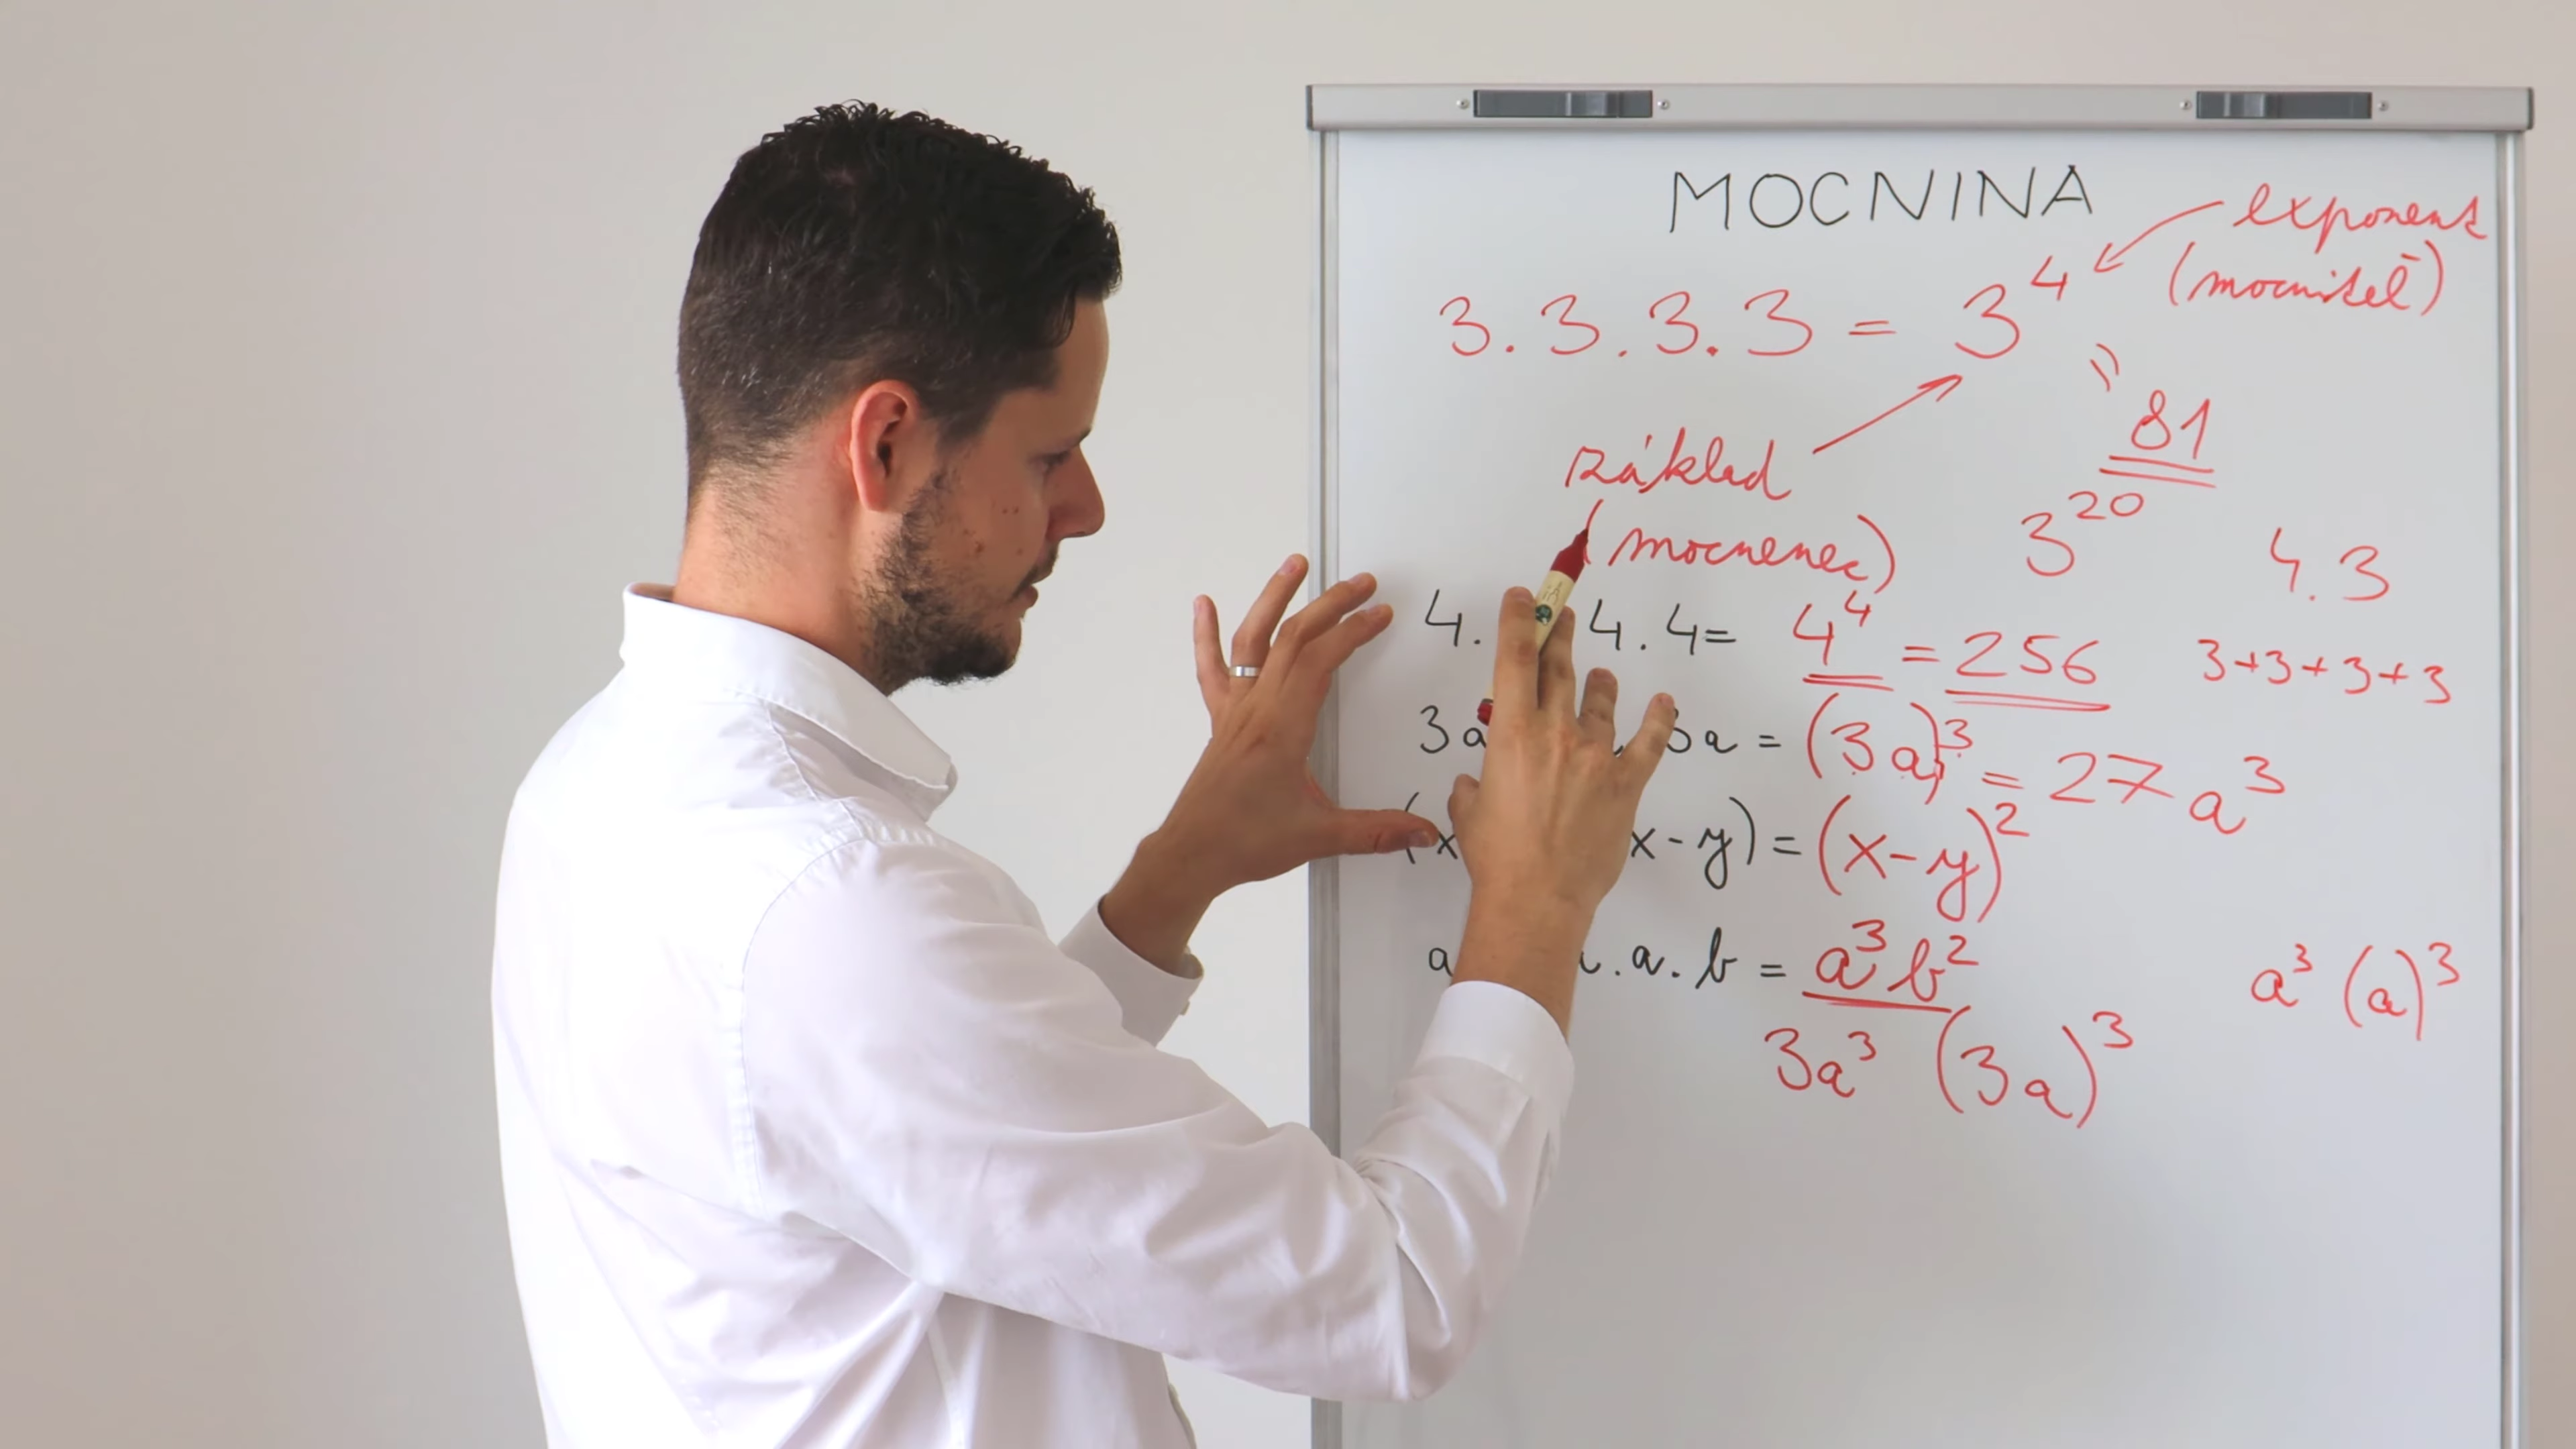 MOCNINA
exponent
(mocnitel)
3 . 3 . 3 . 3 = 3⁴
81
základ
(mocnenec)
3²⁰
4 . 3
4 . 4 . 4 = 4⁴ = 256
3+3+3+3
3a 3a = (3a)³ = 27a³
(x x-y) = (x-y)²
a . a . b = a³b²
a³ (a)³
3a³ (3a)³